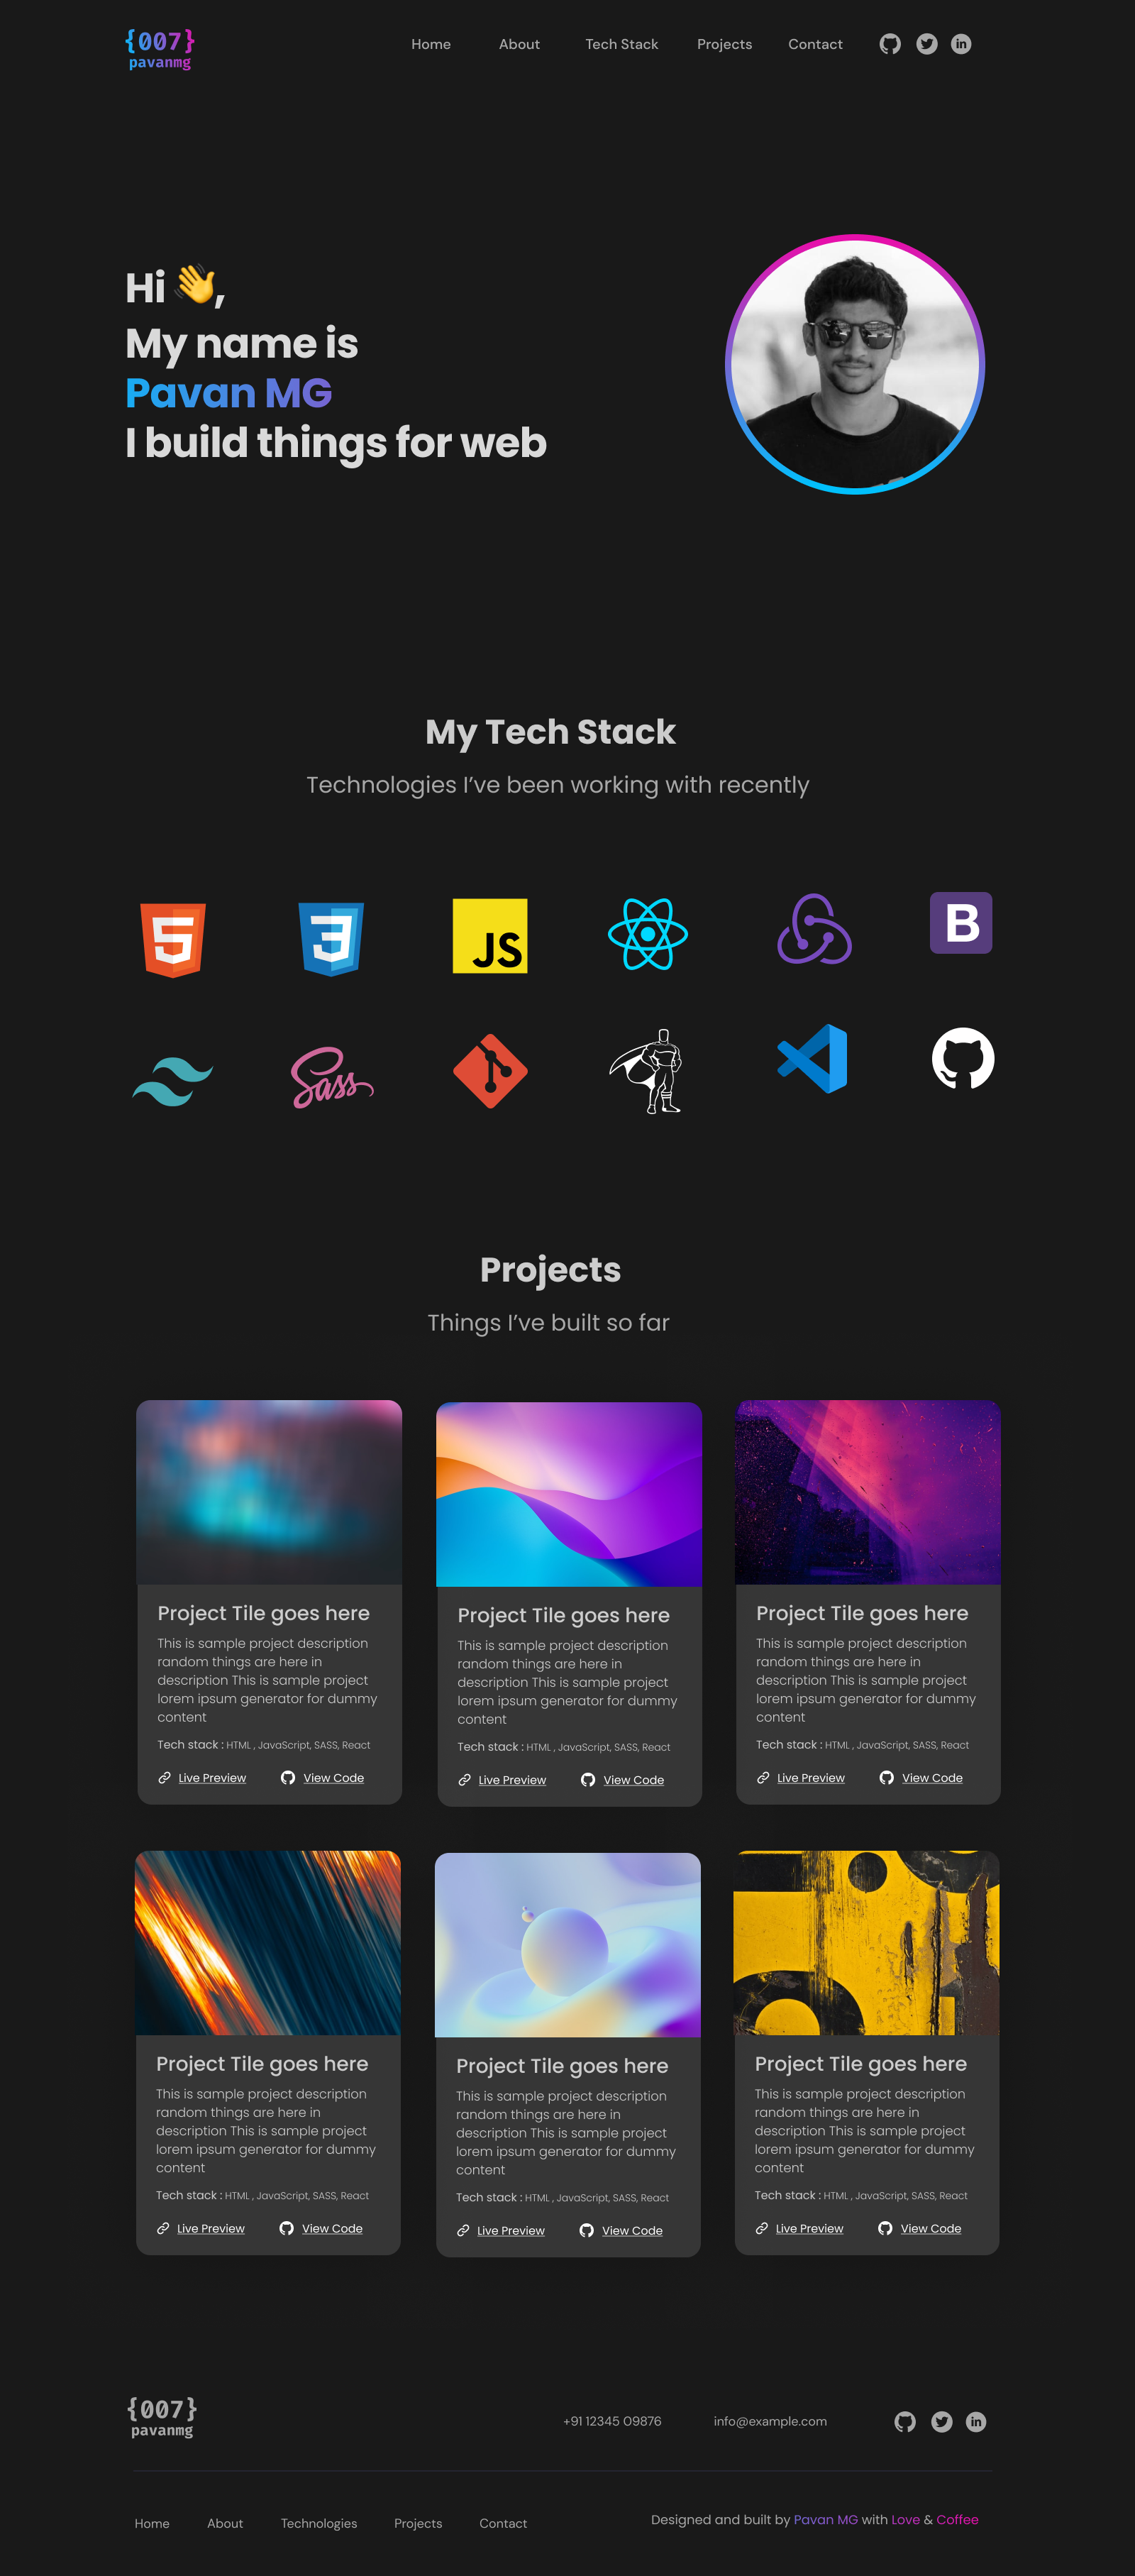 {007}
pavanmg
Home
About
Tech Stack
Projects
Contact
in
Hi 👋,
My name is
Pavan MG
I build things for web
My Tech Stack
Technologies I've been working with recently
5
3
JS
B
Sass
Projects
Things I've built so far
Project Tile goes here
This is sample project description
random things are here in
description This is sample project
lorem ipsum generator for dummy
content
Tech stack : HTML , JavaScript, SASS, React
Live Preview
View Code
Project Tile goes here
This is sample project description
random things are here in
description This is sample project
lorem ipsum generator for dummy
content
Tech stack : HTML , JavaScript, SASS, React
Live Preview
View Code
Project Tile goes here
This is sample project description
random things are here in
description This is sample project
lorem ipsum generator for dummy
content
Tech stack : HTML , JavaScript, SASS, React
Live Preview
View Code
Project Tile goes here
This is sample project description
random things are here in
description This is sample project
lorem ipsum generator for dummy
content
Tech stack : HTML , JavaScript, SASS, React
Live Preview
View Code
Project Tile goes here
This is sample project description
random things are here in
description This is sample project
lorem ipsum generator for dummy
content
Tech stack : HTML , JavaScript, SASS, React
Live Preview
View Code
Project Tile goes here
This is sample project description
random things are here in
description This is sample project
lorem ipsum generator for dummy
content
Tech stack : HTML , JavaScript, SASS, React
Live Preview
View Code
{007}
pavanmg
+91 12345 09876
info@example.com
in
Home
About
Technologies
Projects
Contact
Designed and built by Pavan MG with Love & Coffee